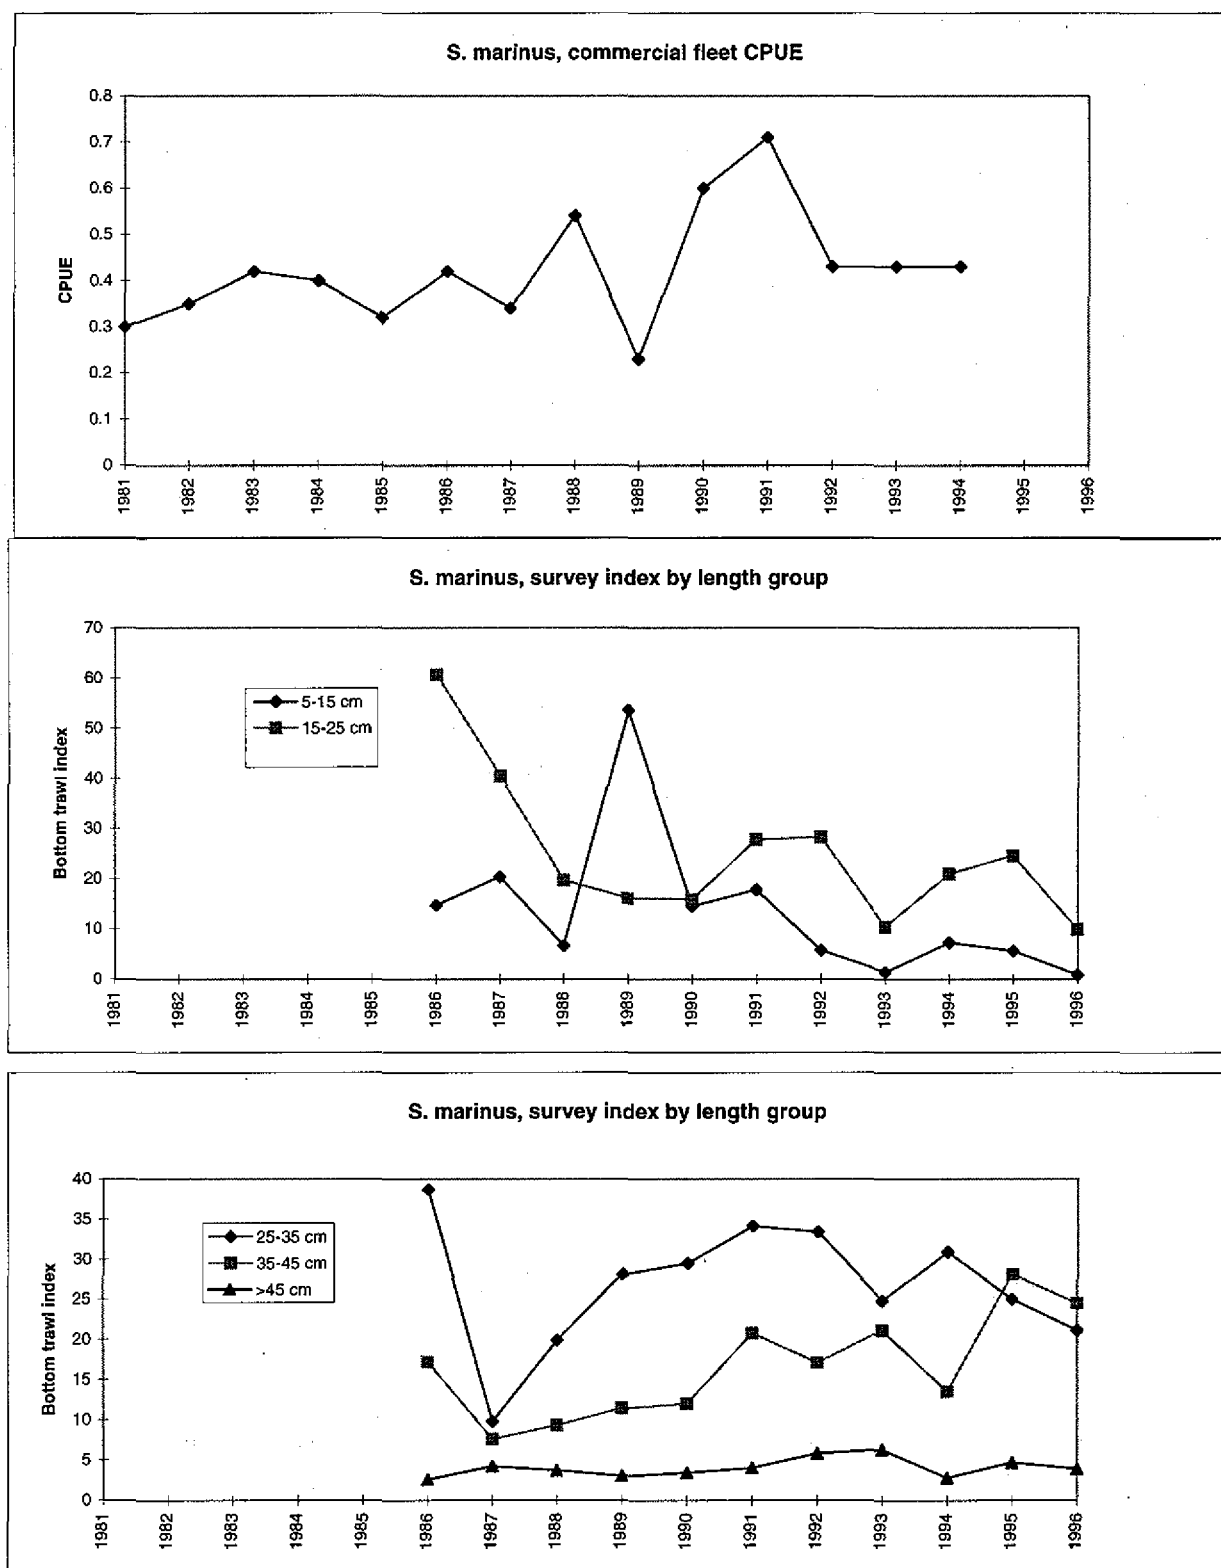 S. marinus, commercial fleet CPUE
0.8
0.7
0.6
0.5
0.4
0.3
0.2
0.1
0
CPUE
1981 1982 1983 1984 1985 1986 1987 1988 1989 1990 1991 1992 1993 1994 1995 1996
S. marinus, survey index by length group
70
60
50
40
30
20
10
0
Bottom trawl index
5-15 cm
15-25 cm
1981 1982 1983 1984 1985 1986 1987 1988 1989 1990 1991 1992 1993 1994 1995 1996
S. marinus, survey index by length group
40
35
30
25
20
15
10
5
0
Bottom trawl index
25-35 cm
35-45 cm
>45 cm
1981 1982 1983 1984 1985 1986 1987 1988 1989 1990 1991 1992 1993 1994 1995 1996